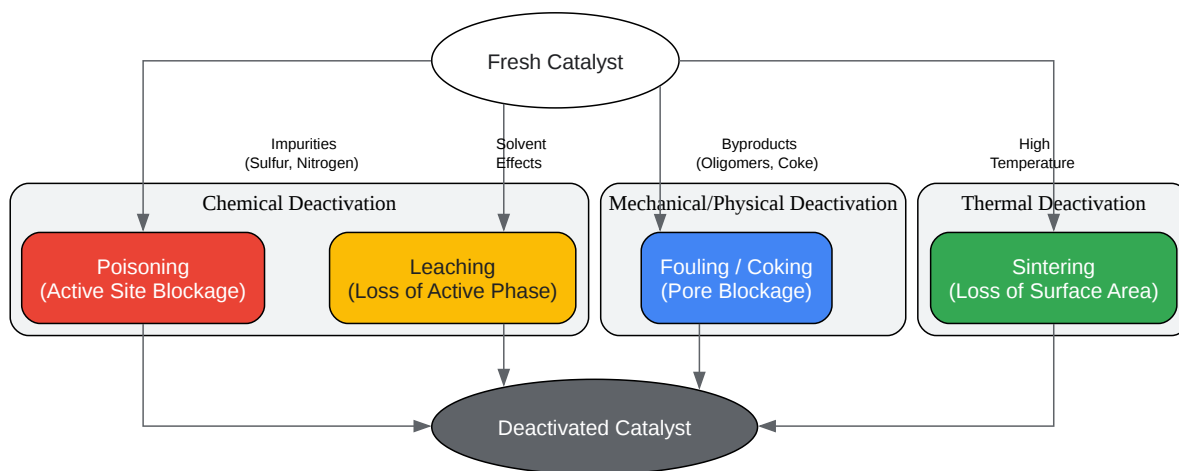 Fresh Catalyst
Impurities
(Sulfur, Nitrogen)
Solvent
Effects
Byproducts
(Oligomers, Coke)
High
Temperature
Chemical Deactivation
Mechanical/Physical Deactivation
Thermal Deactivation
Poisoning
(Active Site Blockage)
Leaching
(Loss of Active Phase)
Fouling / Coking
(Pore Blockage)
Sintering
(Loss of Surface Area)
Deactivated Catalyst